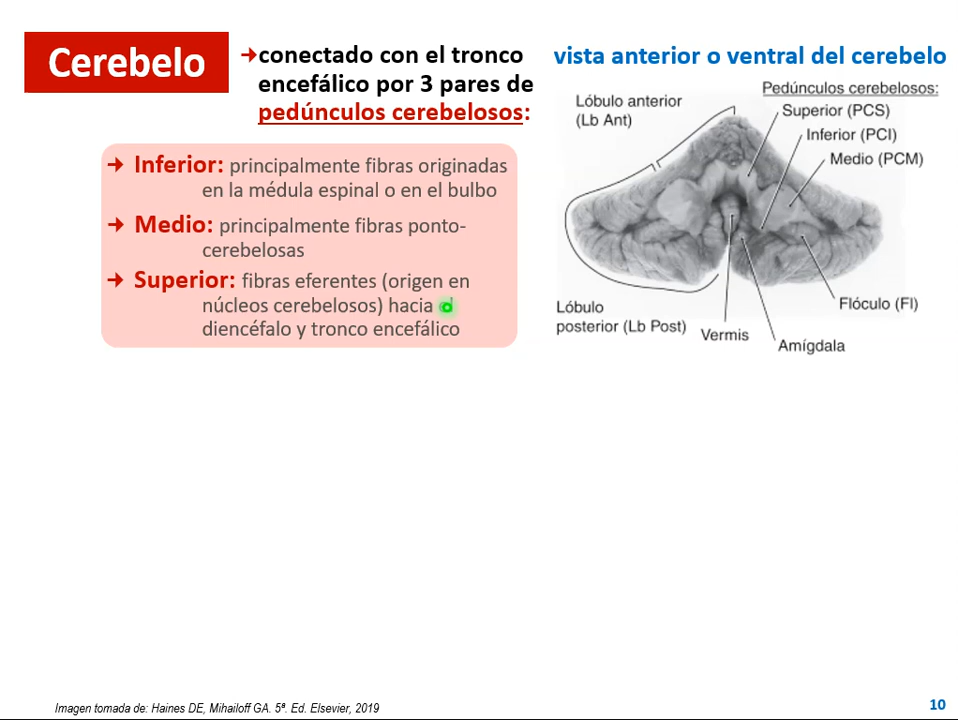 Cerebelo
➔conectado con el tronco
encefálico por 3 pares de
pedúnculos cerebelosos:
➔ Inferior: principalmente fibras originadas
en la médula espinal o en el bulbo
➔ Medio: principalmente fibras ponto-
cerebelosas
➔ Superior: fibras eferentes (origen en
núcleos cerebelosos) hacia
diencéfalo y tronco encefálico
vista anterior o ventral del cerebelo
Pedúnculos cerebelosos:
Superior (PCS)
Inferior (PCI)
Medio (PCM)
Lóbulo anterior
(Lb Ant)
Lóbulo
posterior (Lb Post)
Vermis
Amígdala
Flóculo (Fl)
Imagen tomada de: Haines DE, Mihailoff GA. 5ª. Ed. Elsevier, 2019
10